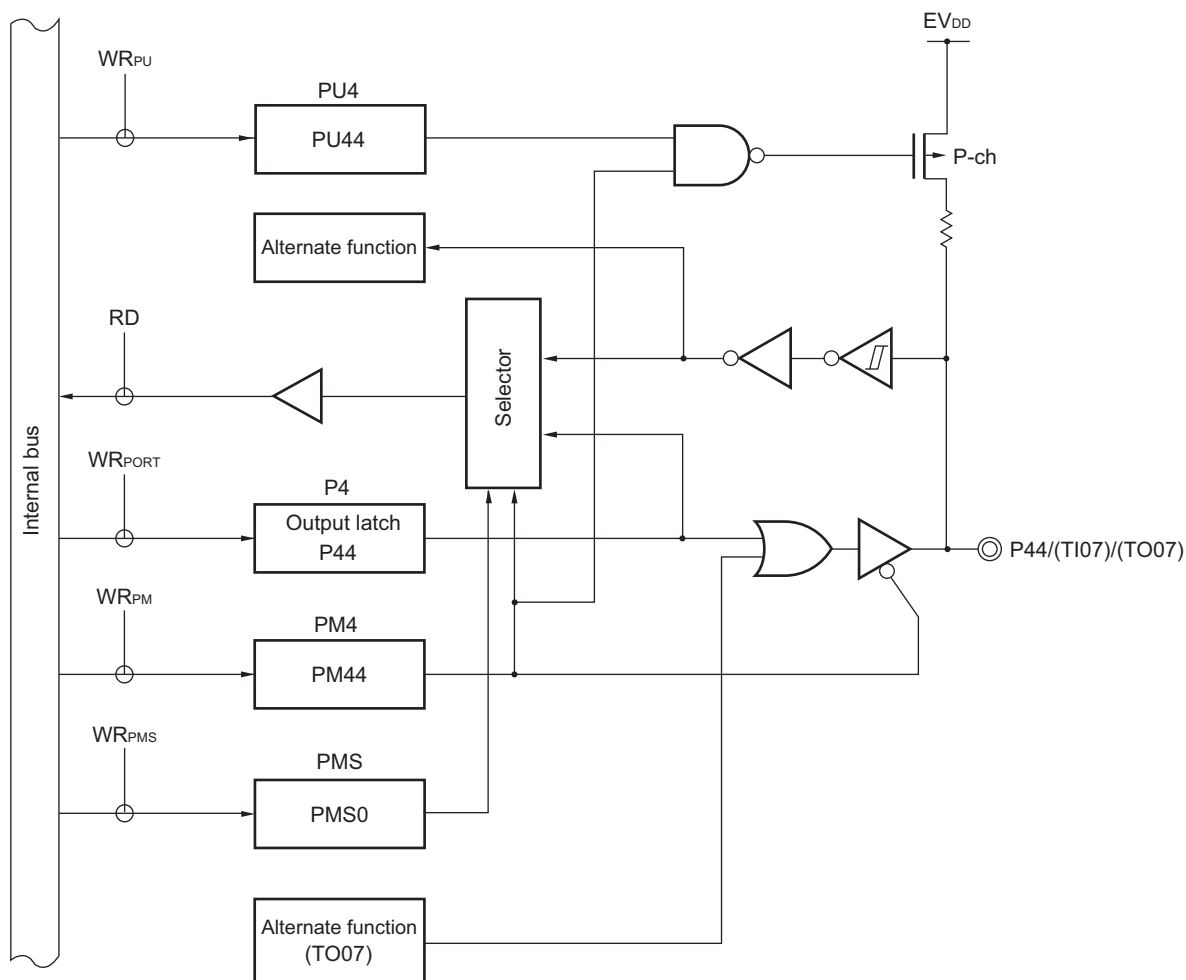 EVDD
WRPU
PU4
PU44
P-ch
Alternate function
RD
Selector
Internal bus
WRPORT
P4
Output latch
P44
P44/(TI07)/(TO07)
WRPM
PM4
PM44
WRPMS
PMS
PMS0
Alternate function
(TO07)